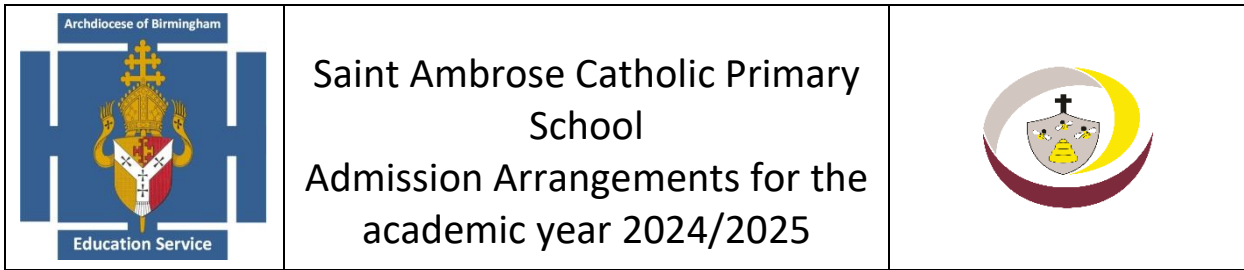 Archdiocese of Birmingham
Education Service
Saint Ambrose Catholic Primary
School
Admission Arrangements for the
academic year 2024/2025